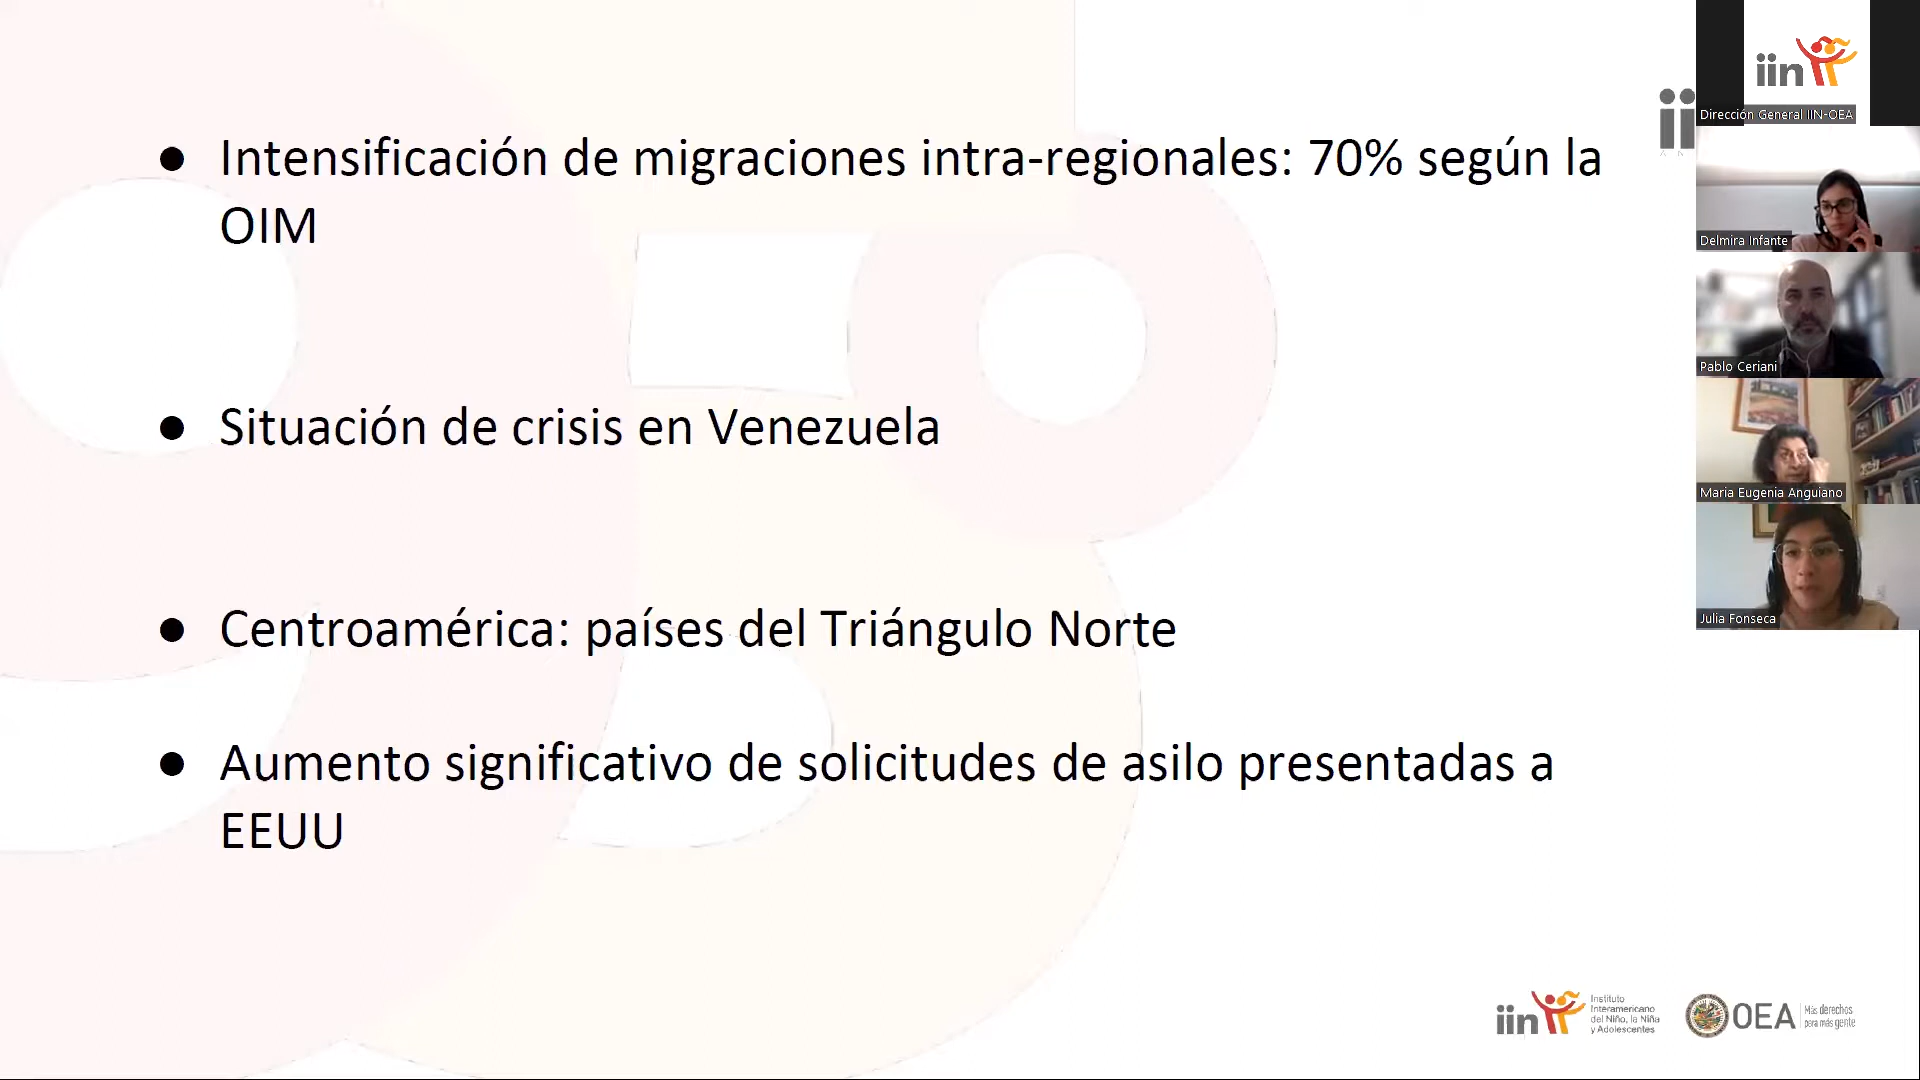 ● Intensificación de migraciones intra-regionales: 70% según la
OIM
● Situación de crisis en Venezuela
● Centroamérica: países del Triángulo Norte
● Aumento significativo de solicitudes de asilo presentadas a
EEUU
ii
iin
Dirección General IIN-OEA
Delmira Infante
Pablo Ceriani
Maria Eugenia Anguiano
Julia Fonseca
iin
Instituto
Interamericano
del Niño, la Niña
y Adolescentes
OEA
Más derechos
para más gente